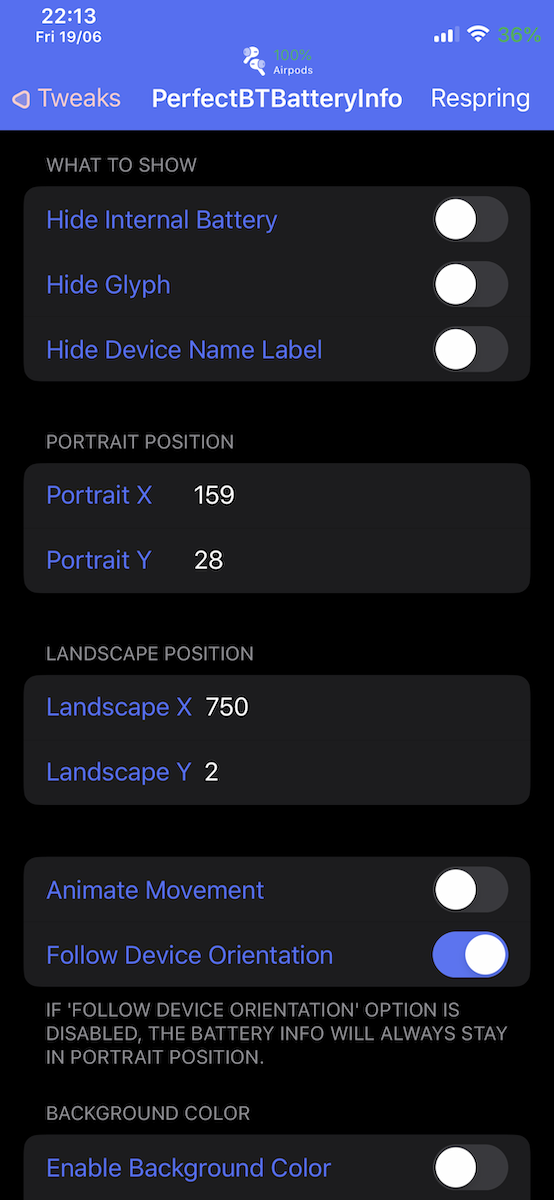 22:13
Fri 19/06
36%
100%
Airpods
Tweaks
PerfectBTBatteryInfo
Respring
WHAT TO SHOW
Hide Internal Battery
Hide Glyph
Hide Device Name Label
PORTRAIT POSITION
Portrait X 159
Portrait Y 28
LANDSCAPE POSITION
Landscape X 750
Landscape Y 2
Animate Movement
Follow Device Orientation
IF 'FOLLOW DEVICE ORIENTATION' OPTION IS
DISABLED, THE BATTERY INFO WILL ALWAYS STAY
IN PORTRAIT POSITION.
BACKGROUND COLOR
Enable Background Color